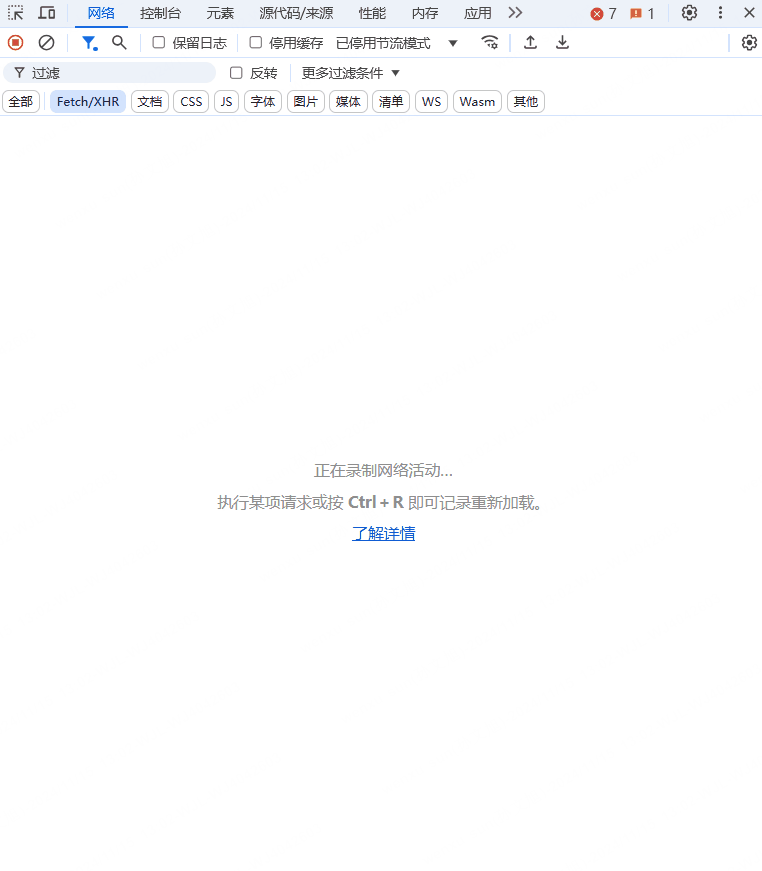 网络 控制台 元素 源代码/来源 性能 内存 应用 7 1
保留日志 停用缓存 已停用节流模式
过滤 反转 更多过滤条件
全部 Fetch/XHR 文档 CSS JS 字体 图片 媒体 清单 WS Wasm 其他
正在录制网络活动…
执行某项请求或按 Ctrl + R 即可记录重新加载。
了解详情